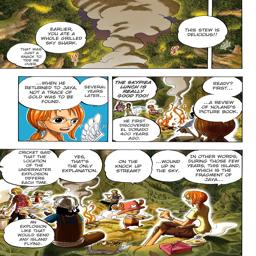 EARLIER,
YOU ATE A
WHOLE GRILLED
SKY SHARK.
THAT WAS
JUST A
SNACK TO
TIDE ME
OVER.
THIS STEW IS
DELICIOUS!!
WHEN HE
RETURNED TO JAYA,
NOT A TRACE OF
GOLD WAS TO BE
FOUND.
SEVERAL
YEARS
LATER...
THE SKYPIEA
LUNCH IS REALLY
GOOD TOO!
HE FIRST
DISCOVERED
EL DORADO
400 YEARS
AGO.
READY?
FIRST...
...A REVIEW
OF NOLAND'S
PICTURE BOOK.
CRICKET SAID
THAT THE
LOCATION
OF THE
UNDERWATER
EXPLOSION
DIFFERS
EACH TIME.
AN
EXPLOSION
LIKE THAT
WOULD SEND
ANY ISLAND
FLYING.
YES,
THAT'S THE
ONLY
EXPLANATION.
ON THE
KNOCK UP
STREAM?
...WOUND UP
IN THE
SKY.
IN OTHER WORDS,
DURING THOSE FEW
YEARS, THIS ISLAND,
WHICH IS THE
FRAGMENT
OF JAYA...